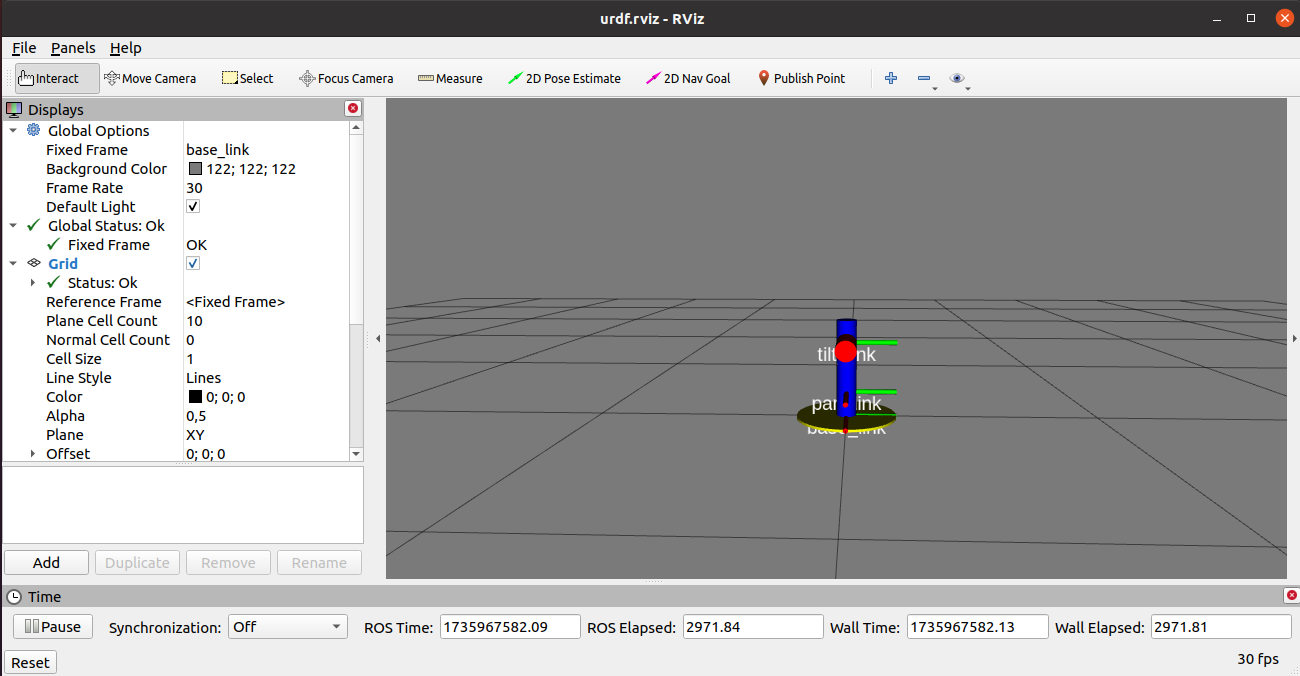 urdf.rviz - RViz
File Panels Help
Interact Move Camera Select Focus Camera Measure 2D Pose Estimate 2D Nav Goal Publish Point
Displays
Global Options
Fixed Frame base_link
Background Color 122; 122; 122
Frame Rate 30
Default Light
Global Status: Ok
Fixed Frame OK
Grid
Status: Ok
Reference Frame <Fixed Frame>
Plane Cell Count 10
Normal Cell Count 0
Cell Size 1
Line Style Lines
Color 0; 0; 0
Alpha 0,5
Plane XY
Offset 0; 0; 0
Add Duplicate Remove Rename
base_link
Time
Pause Synchronization: Off ROS Time: 1735967582.09 ROS Elapsed: 2971.84 Wall Time: 1735967582.13 Wall Elapsed: 2971.81
Reset 30 fps